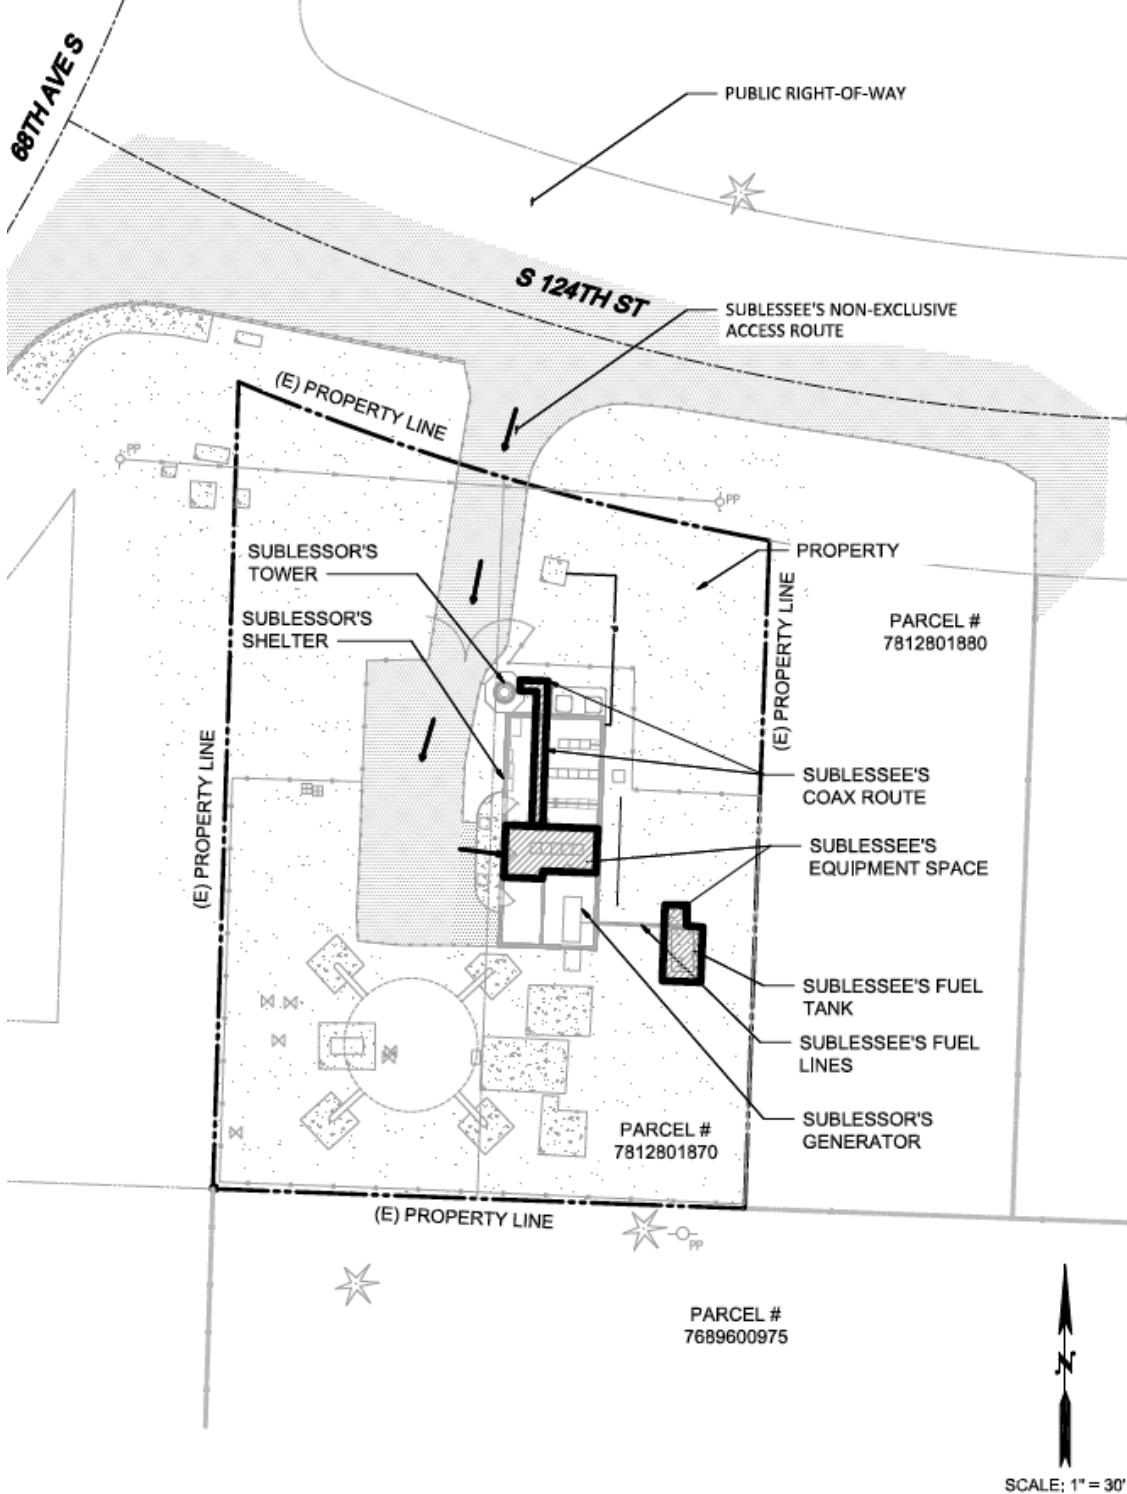 68TH AVE S
PUBLIC RIGHT-OF-WAY
S 124TH ST
SUBLESSEE'S NON-EXCLUSIVE
ACCESS ROUTE
(E) PROPERTY LINE
PP
PP
SUBLESSOR'S
TOWER
PROPERTY
SUBLESSOR'S
SHELTER
PARCEL #
7812801880
(E) PROPERTY LINE
(E) PROPERTY LINE
SUBLESSEE'S
COAX ROUTE
SUBLESSEE'S
EQUIPMENT SPACE
SUBLESSEE'S FUEL
TANK
SUBLESSEE'S FUEL
LINES
SUBLESSOR'S
GENERATOR
PARCEL #
7812801870
(E) PROPERTY LINE
PP
PARCEL #
7689600975
N
SCALE: 1" = 30'